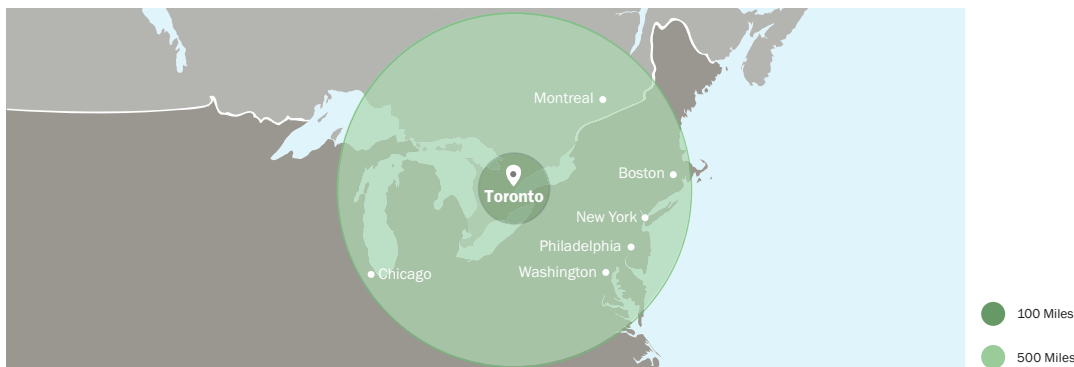 Montreal
Boston
Toronto
New York
Philadelphia
Washington
Chicago
100 Miles
500 Miles